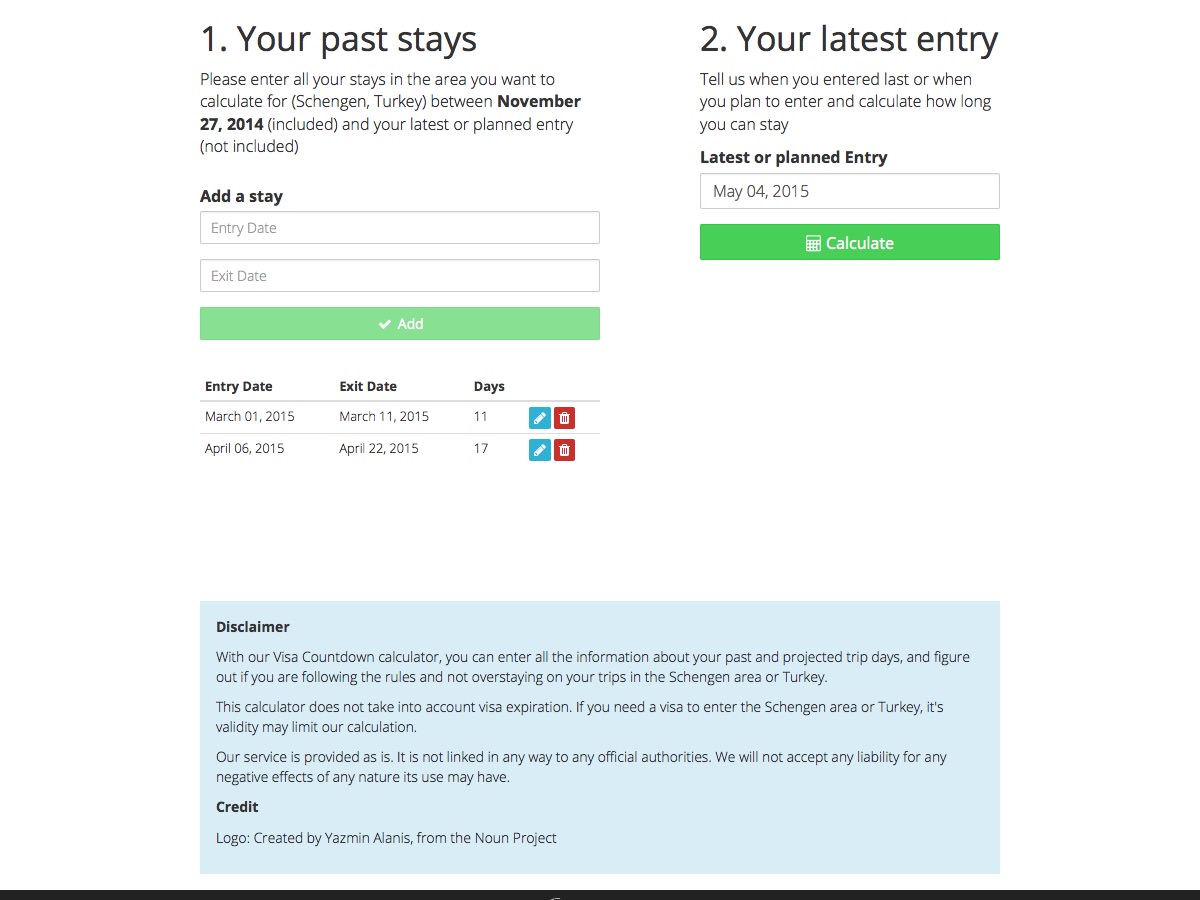 1. Your past stays
Please enter all your stays in the area you want to
calculate for (Schengen, Turkey) between November
27, 2014 (included) and your latest or planned entry
(not included)
Add a stay
Entry Date
Exit Date
Add
Entry Date Exit Date Days
March 01, 2015 March 11, 2015 11
April 06, 2015 April 22, 2015 17
2. Your latest entry
Tell us when you entered last or when
you plan to enter and calculate how long
you can stay
Latest or planned Entry
May 04, 2015
Calculate
Disclaimer
With our Visa Countdown calculator, you can enter all the information about your past and projected trip days, and figure
out if you are following the rules and not overstaying on your trips in the Schengen area or Turkey.
This calculator does not take into account visa expiration. If you need a visa to enter the Schengen area or Turkey, it's
validity may limit our calculation.
Our service is provided as is. It is not linked in any way to any official authorities. We will not accept any liability for any
negative effects of any nature its use may have.
Credit
Logo: Created by Yazmin Alanis, from the Noun Project